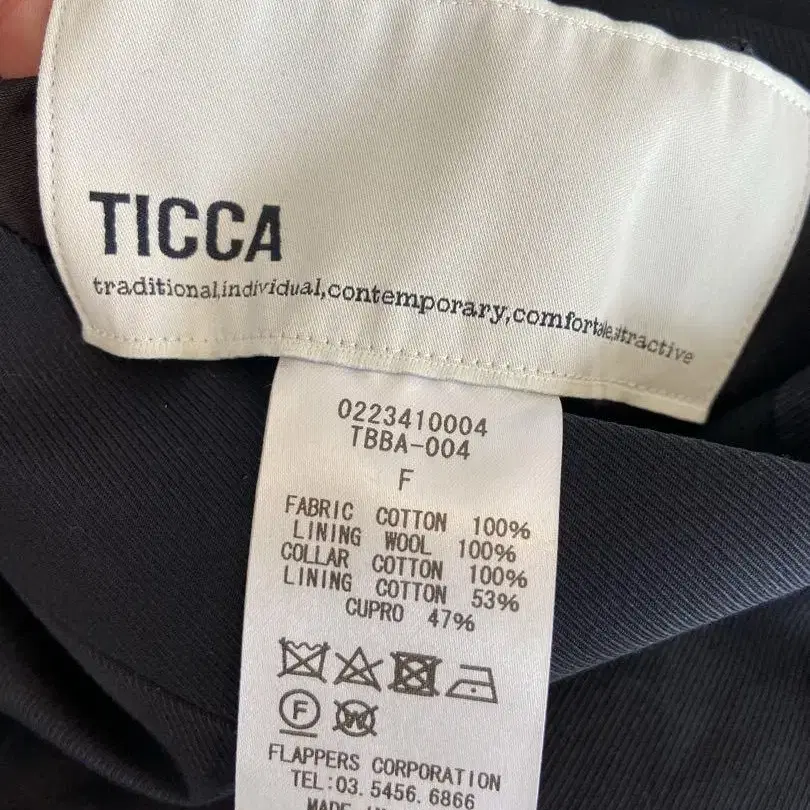 TICCA
traditional,individual,contemporary,comfortable,attractive
0223410004
TBBA-004
F
FABRIC COTTON 100%
LINING WOOL 100%
COLLAR COTTON 100%
LINING COTTON 53%
CUPRO 47%
F
W
FLAPPERS CORPORATION
TEL:03.5456.6866
MADE